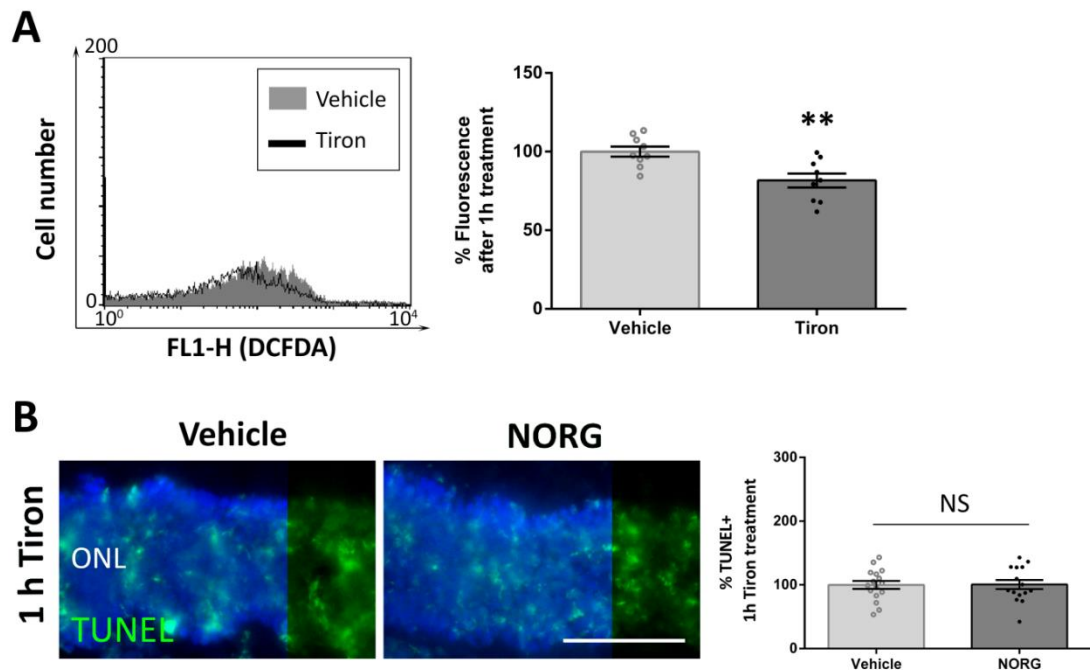 A
200
Cell number
Vehicle
Tiron
0
10⁰
10⁴
FL1-H (DCFDA)
% Fluorescence
after 1h treatment
150
100
50
0
**
Vehicle
Tiron
B
Vehicle
NORG
1 h Tiron
ONL
TUNEL
% TUNEL+
1h Tiron treatment
300
200
100
0
NS
Vehicle
NORG